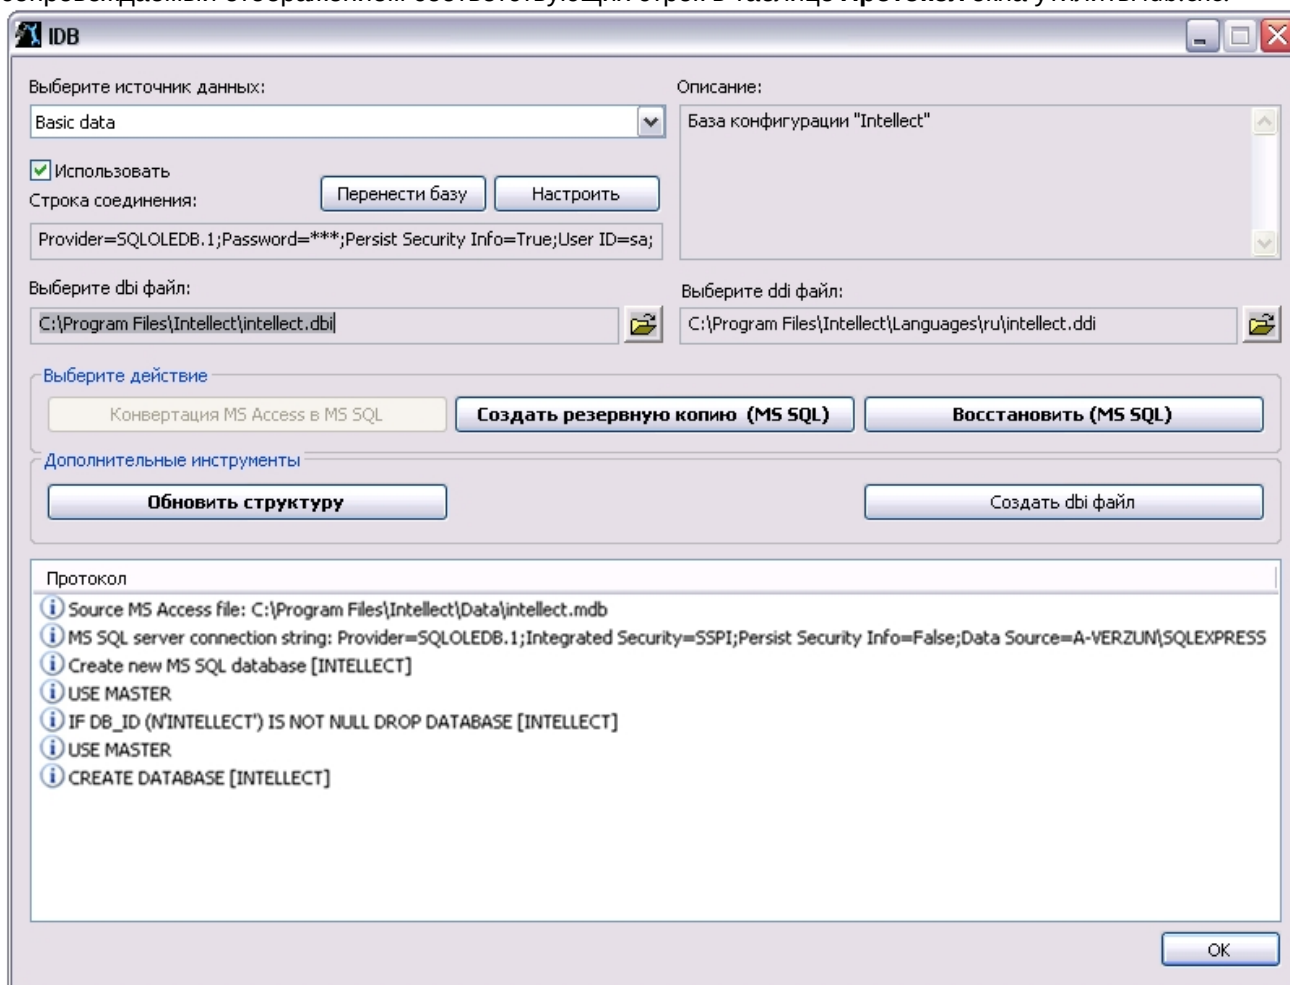 IDB
Выберите источник данных:
Описание:
Basic data
База конфигурации "Intellect"
Использовать
Строка соединения:
Перенести базу
Настроить
Provider=SQLOLEDB.1;Password=***;Persist Security Info=True;User ID=sa;
Выберите dbi файл:
Выберите ddi файл:
C:\Program Files\Intellect\intellect.dbi
C:\Program Files\Intellect\Languages\ru\intellect.ddi
Выберите действие
Конвертация MS Access в MS SQL
Создать резервную копию (MS SQL)
Восстановить (MS SQL)
Дополнительные инструменты
Обновить структуру
Создать dbi файл
Протокол
Source MS Access file: C:\Program Files\Intellect\Data\intellect.mdb
MS SQL server connection string: Provider=SQLOLEDB.1;Integrated Security=SSPI;Persist Security Info=False;Data Source=A-VERZUN\SQLEXPRESS
Create new MS SQL database [INTELLECT]
USE MASTER
IF DB_ID (N'INTELLECT') IS NOT NULL DROP DATABASE [INTELLECT]
USE MASTER
CREATE DATABASE [INTELLECT]
OK